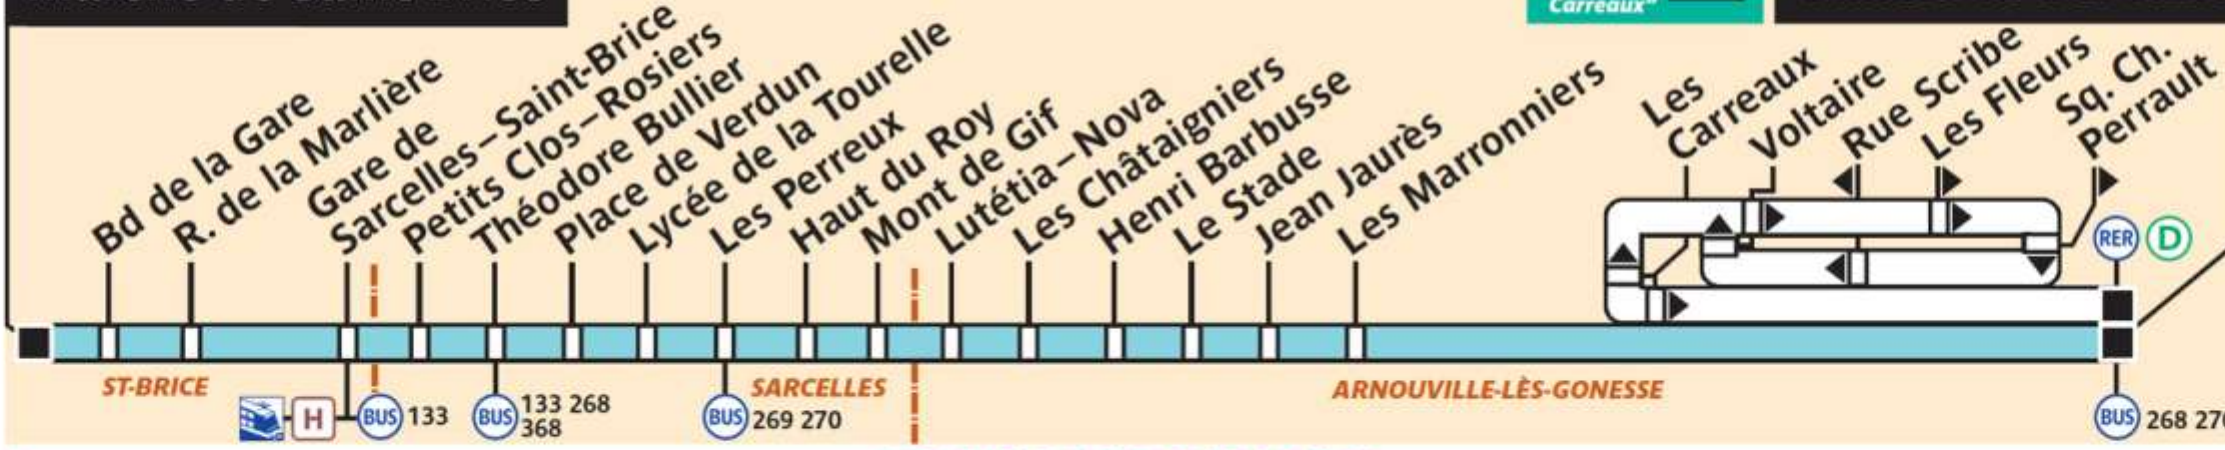 Carreaux"
Bd de la Gare
R. de la Marlière
Gare de
Sarcelles–Saint-Brice
Petits Clos–Rosiers
Théodore Bullier
Place de Verdun
Lycée de la Tourelle
Les Perreux
Haut du Roy
Mont de Gif
Lutétia–Nova
Les Châtaigniers
Henri Barbusse
Le Stade
Jean Jaurès
Les Marronniers
Les
Carreaux
Voltaire
Rue Scribe
Les Fleurs
Sq. Ch.
Perrault
RER D
ST-BRICE
SARCELLES
ARNOUVILLE-LÈS-GONESSE
H BUS 133
BUS 133 268
368
BUS 269 270
BUS 268 270